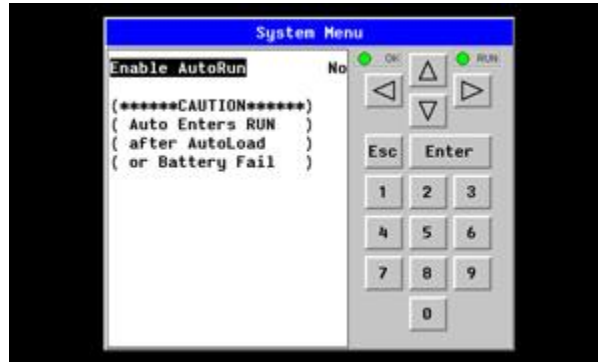 System Menu
Enable AutoRun No
(******CAUTION******)
( Auto Enters RUN )
( after AutoLoad )
( or Battery Fail )
OK
RUN
Esc
Enter
1 2 3
4 5 6
7 8 9
0